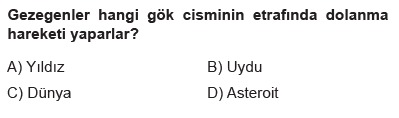 Gezegenler hangi gök cisminin etrafında dolanma
hareketi yaparlar?
A) Yıldız B) Uydu
C) Dünya D) Asteroit